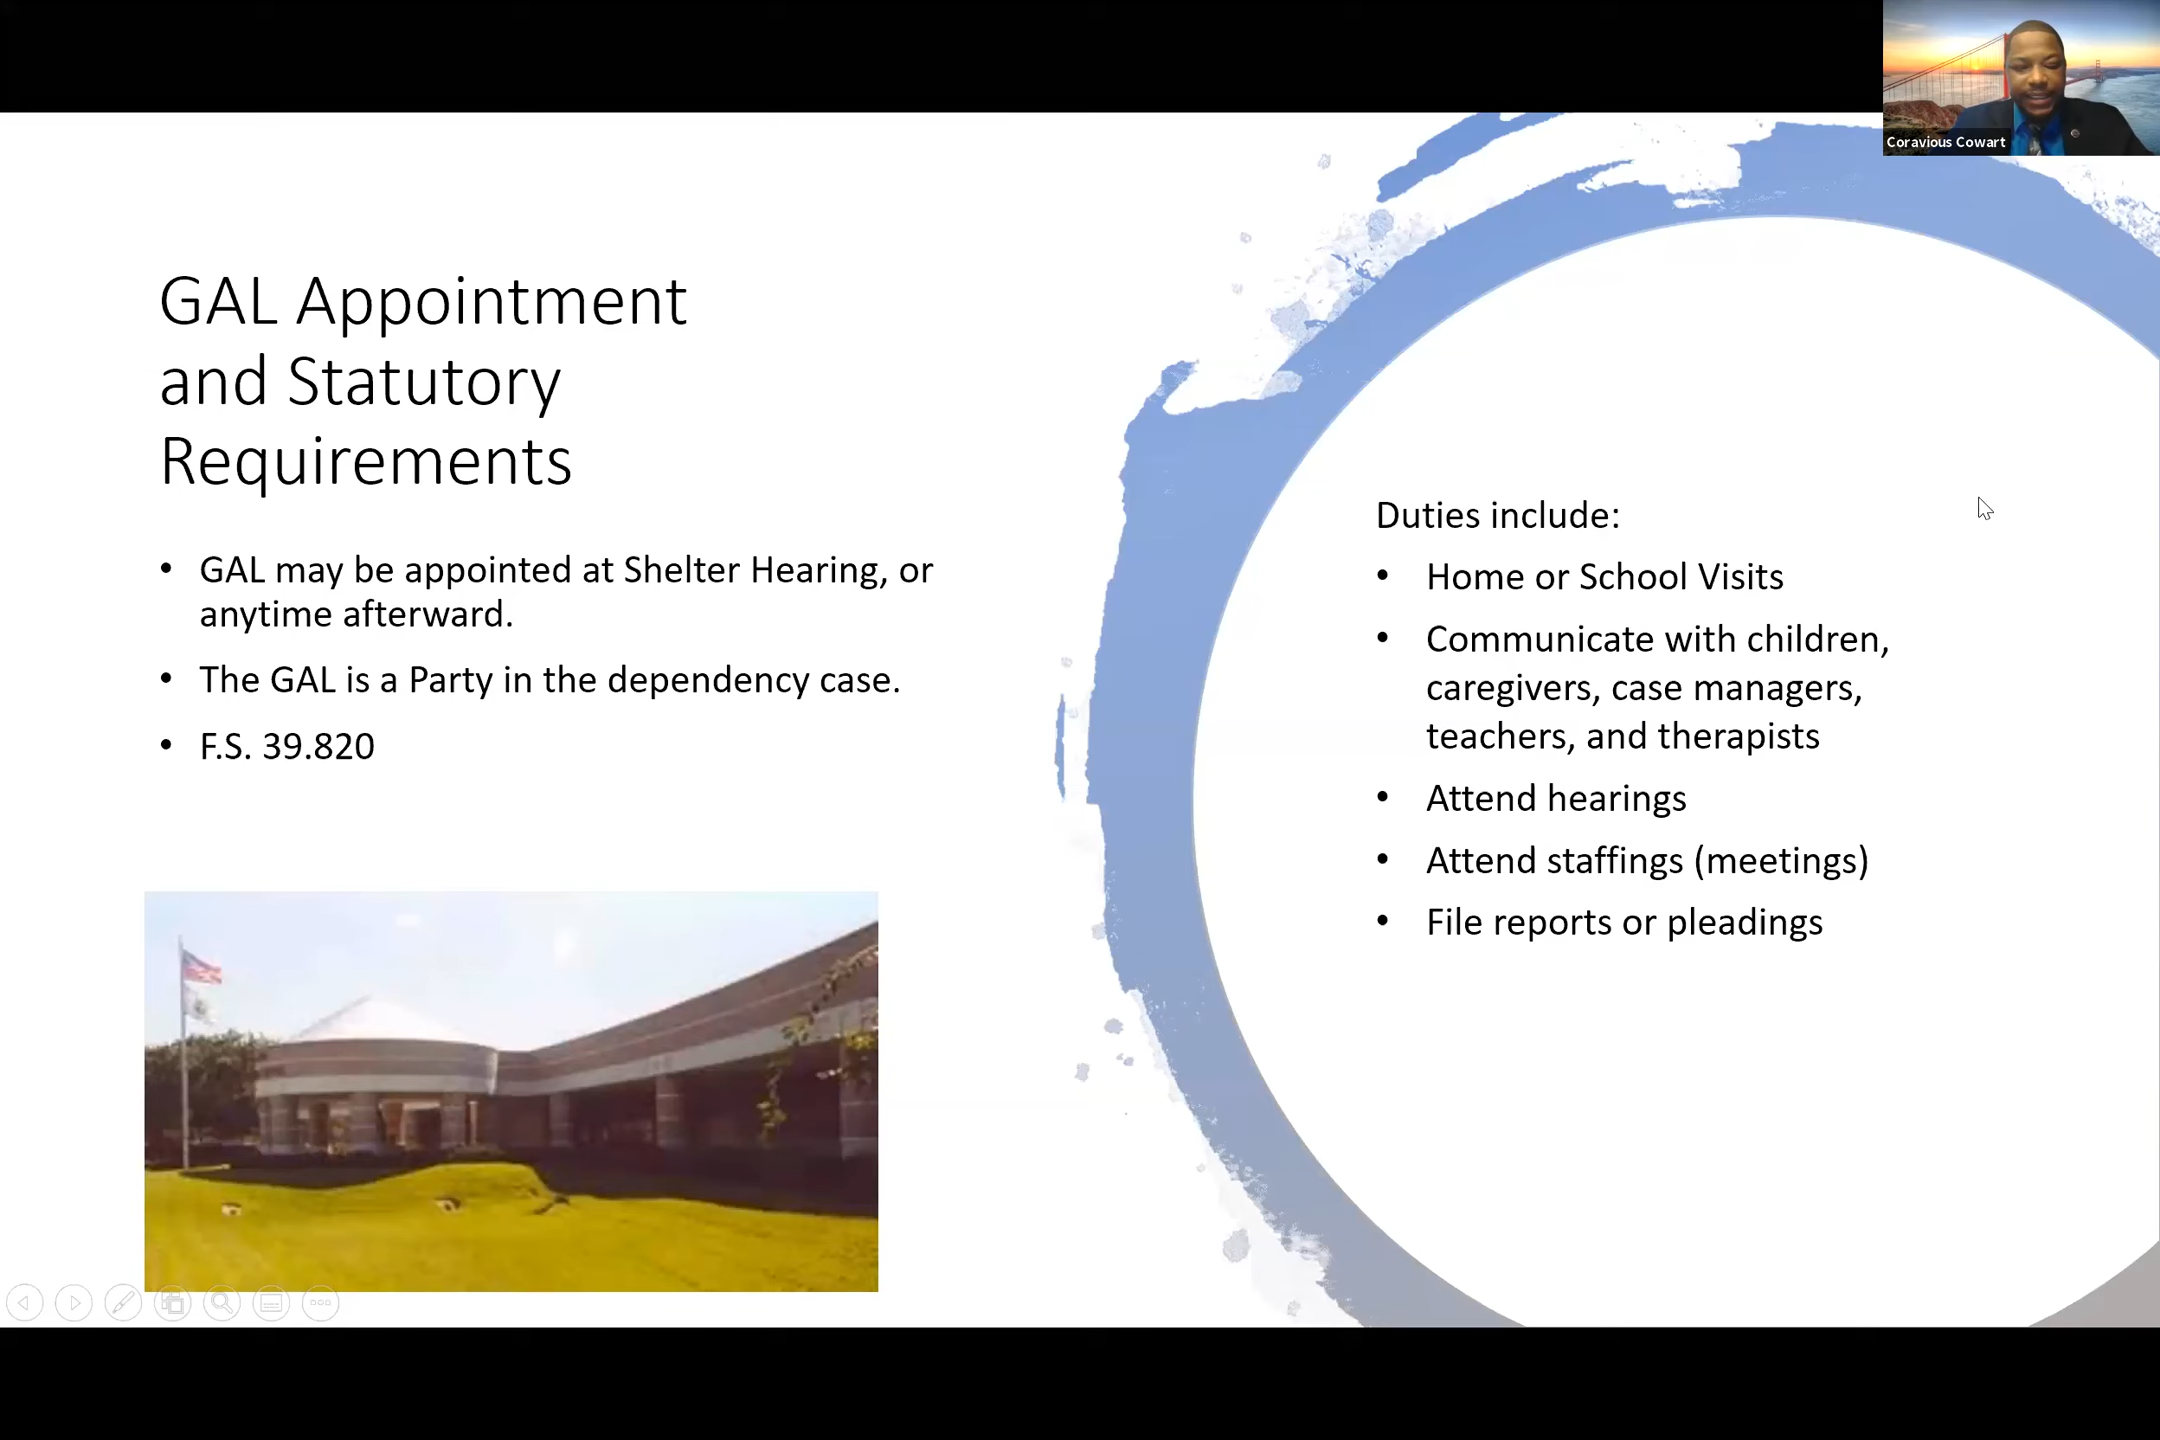 Coravious Cowart
GAL Appointment
and Statutory
Requirements
• GAL may be appointed at Shelter Hearing, or
anytime afterward.
• The GAL is a Party in the dependency case.
• F.S. 39.820
Duties include:
• Home or School Visits
• Communicate with children,
caregivers, case managers,
teachers, and therapists
• Attend hearings
• Attend staffings (meetings)
• File reports or pleadings